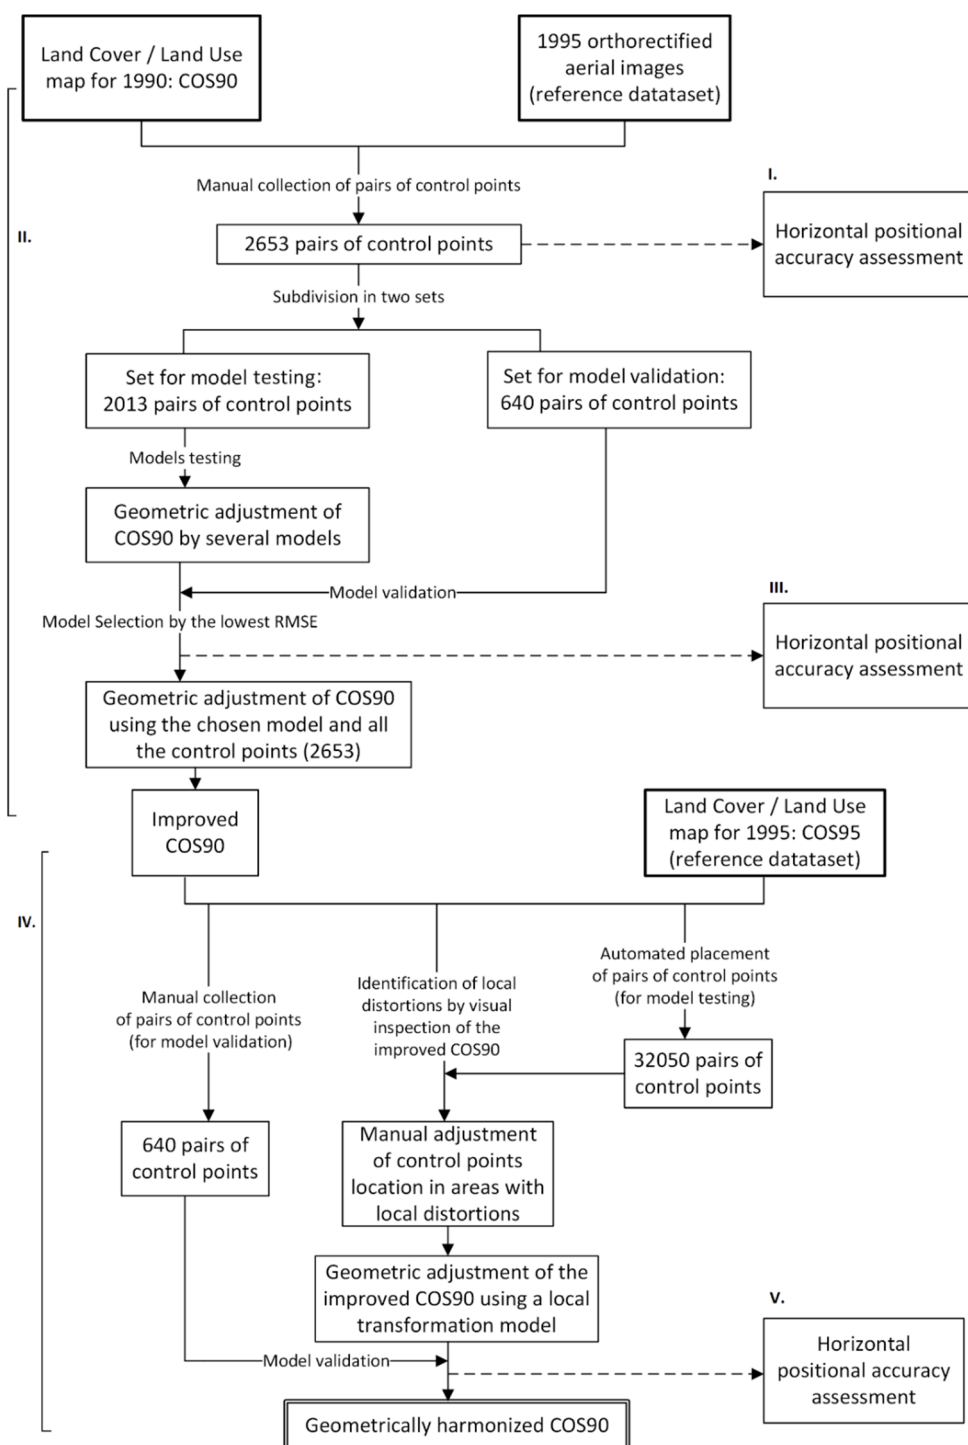 Land Cover / Land Use
map for 1990: COS90
1995 orthorectified
aerial images
(reference datataset)
Manual collection of pairs of control points
I.
II.
2653 pairs of control points
Horizontal positional
accuracy assessment
Subdivision in two sets
Set for model testing:
2013 pairs of control points
Set for model validation:
640 pairs of control points
Models testing
Geometric adjustment of
COS90 by several models
Model validation
III.
Model Selection by the lowest RMSE
Horizontal positional
accuracy assessment
Geometric adjustment of COS90
using the chosen model and all
the control points (2653)
Improved
COS90
Land Cover / Land Use
map for 1995: COS95
(reference datataset)
IV.
Manual collection
of pairs of control points
(for model validation)
Identification of local
distortions by visual
inspection of the
improved COS90
Automated placement
of pairs of control points
(for model testing)
32050 pairs of
control points
640 pairs of
control points
Manual adjustment
of control points
location in areas with
local distortions
Geometric adjustment of the
improved COS90 using a local
transformation model
V.
Model validation
Horizontal
positional accuracy
assessment
Geometrically harmonized COS90